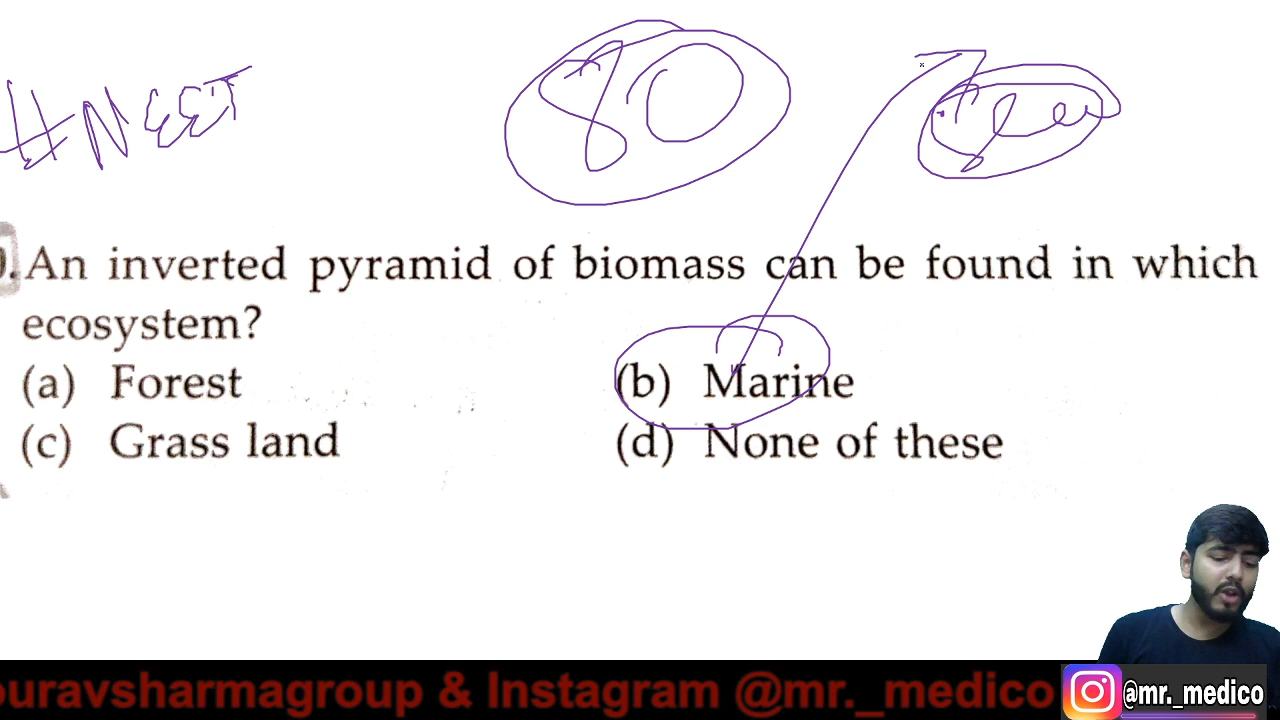 #NEET
80
. An inverted pyramid of biomass can be found in which
ecosystem?
(a) Forest
(b) Marine
(c) Grass land
(d) None of these
ouravsharmagroup & Instagram @mr._medico
@mr._medico